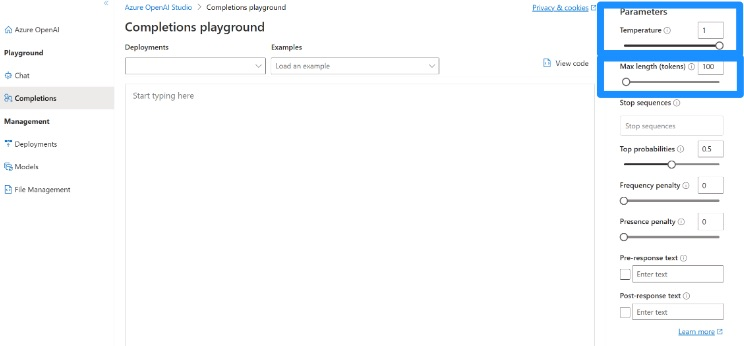 Azure OpenAI Studio > Completions playground
Privacy & cookies
Azure OpenAI
Playground
Chat
Completions
Management
Deployments
Models
File Management
Completions playground
Deployments
Examples
Load an example
View code
Start typing here
Parameters
Temperature
1
Max length (tokens)
100
Stop sequences
Stop sequences
Top probabilities
0.5
Frequency penalty
0
Presence penalty
0
Pre-response text
Enter text
Post-response text
Enter text
Learn more